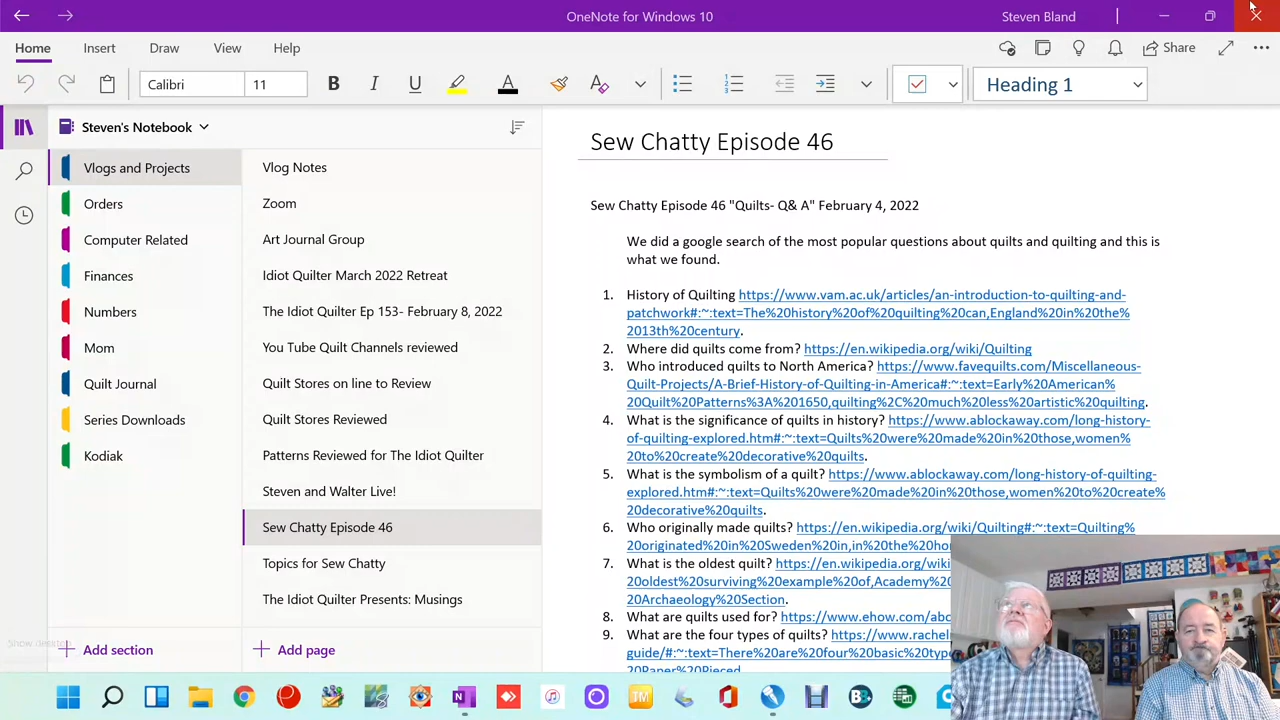 OneNote for Windows 10
Steven Bland
Home
Insert
Draw
View
Help
Share
Calibri
11
B
I
U
A
Heading 1
Steven's Notebook
Vlogs and Projects
Orders
Computer Related
Finances
Numbers
Mom
Quilt Journal
Series Downloads
Kodiak
Show desktop
Add section
Vlog Notes
Zoom
Art Journal Group
Idiot Quilter March 2022 Retreat
The Idiot Quilter Ep 153- February 8, 2022
You Tube Quilt Channels reviewed
Quilt Stores on line to Review
Quilt Stores Reviewed
Patterns Reviewed for The Idiot Quilter
Steven and Walter Live!
Sew Chatty Episode 46
Topics for Sew Chatty
The Idiot Quilter Presents: Musings
Add page
Sew Chatty Episode 46
Sew Chatty Episode 46 "Quilts- Q& A" February 4, 2022
We did a google search of the most popular questions about quilts and quilting and this is
what we found.
1. History of Quilting https://www.vam.ac.uk/articles/an-introduction-to-quilting-and-
patchwork#:~:text=The%20history%20of%20quilting%20can,England%20in%20the%
2013th%20century.
2. Where did quilts come from? https://en.wikipedia.org/wiki/Quilting
3. Who introduced quilts to North America? https://www.favequilts.com/Miscellaneous-
Quilt-Projects/A-Brief-History-of-Quilting-in-America#:~:text=Early%20American%
20Quilt%20Patterns%3A%201650,quilting%2C%20much%20less%20artistic%20quilting.
4. What is the significance of quilts in history? https://www.ablockaway.com/long-history-
of-quilting-explored.htm#:~:text=Quilts%20were%20made%20in%20those,women%
20to%20create%20decorative%20quilts.
5. What is the symbolism of a quilt? https://www.ablockaway.com/long-history-of-quilting-
explored.htm#:~:text=Quilts%20were%20made%20in%20those,women%20to%20create%
20decorative%20quilts.
6. Who originally made quilts? https://en.wikipedia.org/wiki/Quilting#:~:text=Quilting%
20originated%20in%20Sweden%20in,in%20the%20ho
7. What is the oldest quilt? https://en.wikipedia.org/wiki
20oldest%20surviving%20example%20of,Academy%20
20Archaeology%20Section.
8. What are quilts used for? https://www.ehow.com/abo
9. What are the four types of quilts? https://www.rachels
guide/#:~:text=There%20are%20four%20basic%20type
20Paper%20Pieced
TM